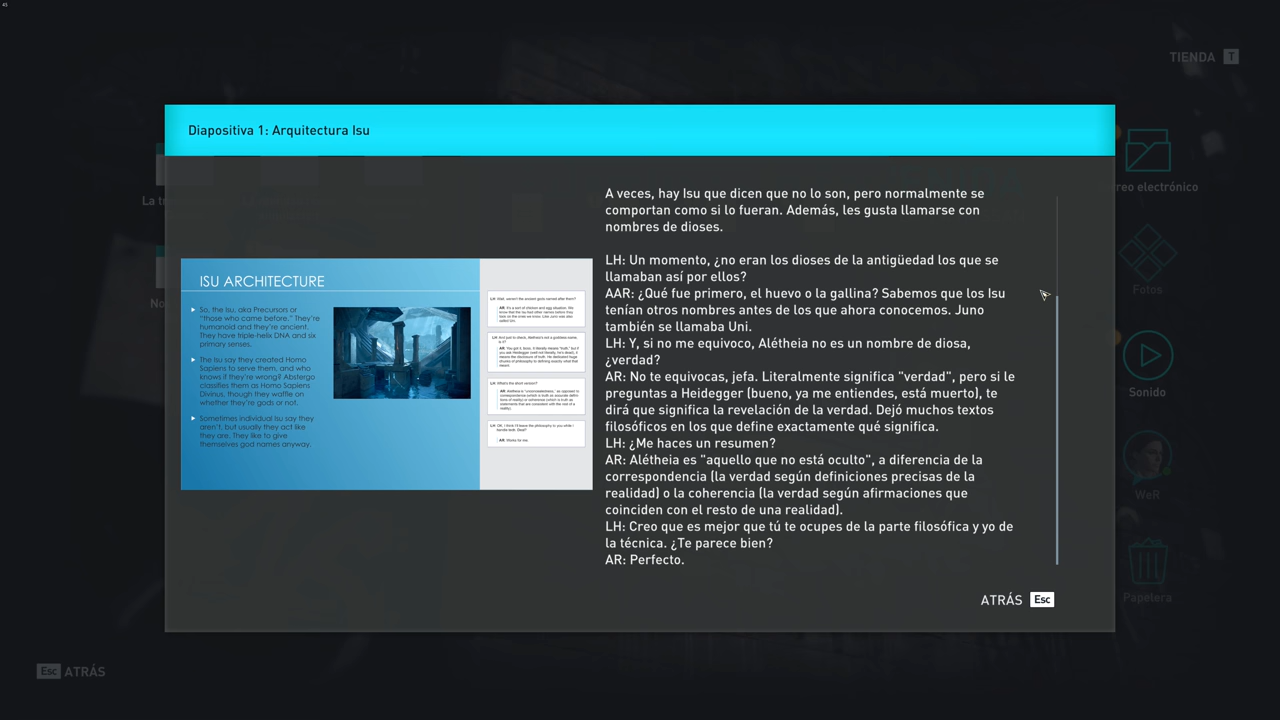 45
TIENDA T
Diapositiva 1: Arquitectura Isu
La t
No
reo electrónico
Fotos
Sonido
WeR
Papelera
ISU ARCHITECTURE
So, the Isu, aka Precursors or
"those who came before." They're
humanoid and they're ancient.
They have triple-helix DNA and six
primary senses.
The Isu say they created Homo
Sapiens to serve them, and who
knows if they're wrong? Abstergo
classifies them as Homo Sapiens
Divinus, though they waffle on
whether they're gods or not.
Sometimes individual Isu say they
aren't, but usually they act like
they are. They like to give
themselves god names anyway.
A veces, hay Isu que dicen que no lo son, pero normalmente se
comportan como si lo fueran. Además, les gusta llamarse con
nombres de dioses.
LH: Un momento, ¿no eran los dioses de la antigüedad los que se
llamaban así por ellos?
AAR: ¿Qué fue primero, el huevo o la gallina? Sabemos que los Isu
tenían otros nombres antes de los que ahora conocemos. Juno
también se llamaba Uni.
LH: Y, si no me equivoco, Alétheia no es un nombre de diosa,
¿verdad?
AR: No te equivocas, jefa. Literalmente significa "verdad", pero si le
preguntas a Heidegger (bueno, ya me entiendes, está muerto), te
dirá que significa la revelación de la verdad. Dejó muchos textos
filosóficos en los que define exactamente qué significa.
LH: ¿Me haces un resumen?
AR: Alétheia es "aquello que no está oculto", a diferencia de la
correspondencia (la verdad según definiciones precisas de la
realidad) o la coherencia (la verdad según afirmaciones que
coinciden con el resto de una realidad).
LH: Creo que es mejor que tú te ocupes de la parte filosófica y yo de
la técnica. ¿Te parece bien?
AR: Perfecto.
ATRÁS Esc
Esc ATRÁS